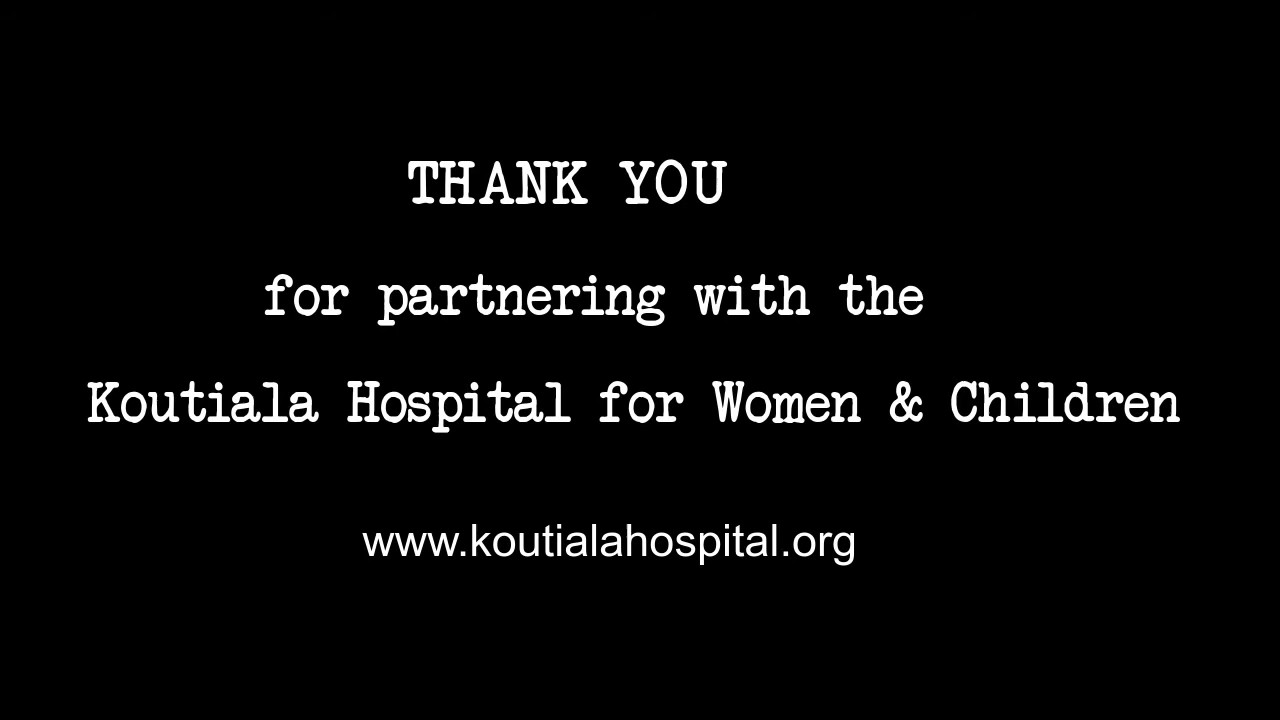 THANK YOU
for partnering with the
Koutiala Hospital for Women & Children
www.koutialahospital.org